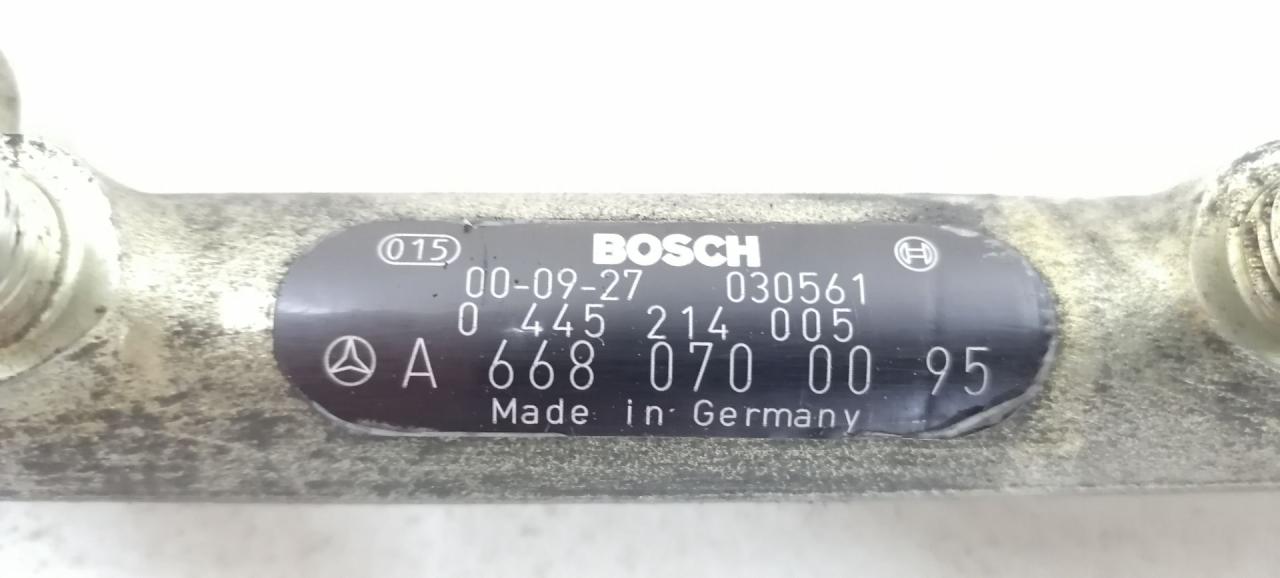 015 BOSCH
00-09-27 030561
0 445 214 005
A 668 070 00 95
Made in Germany